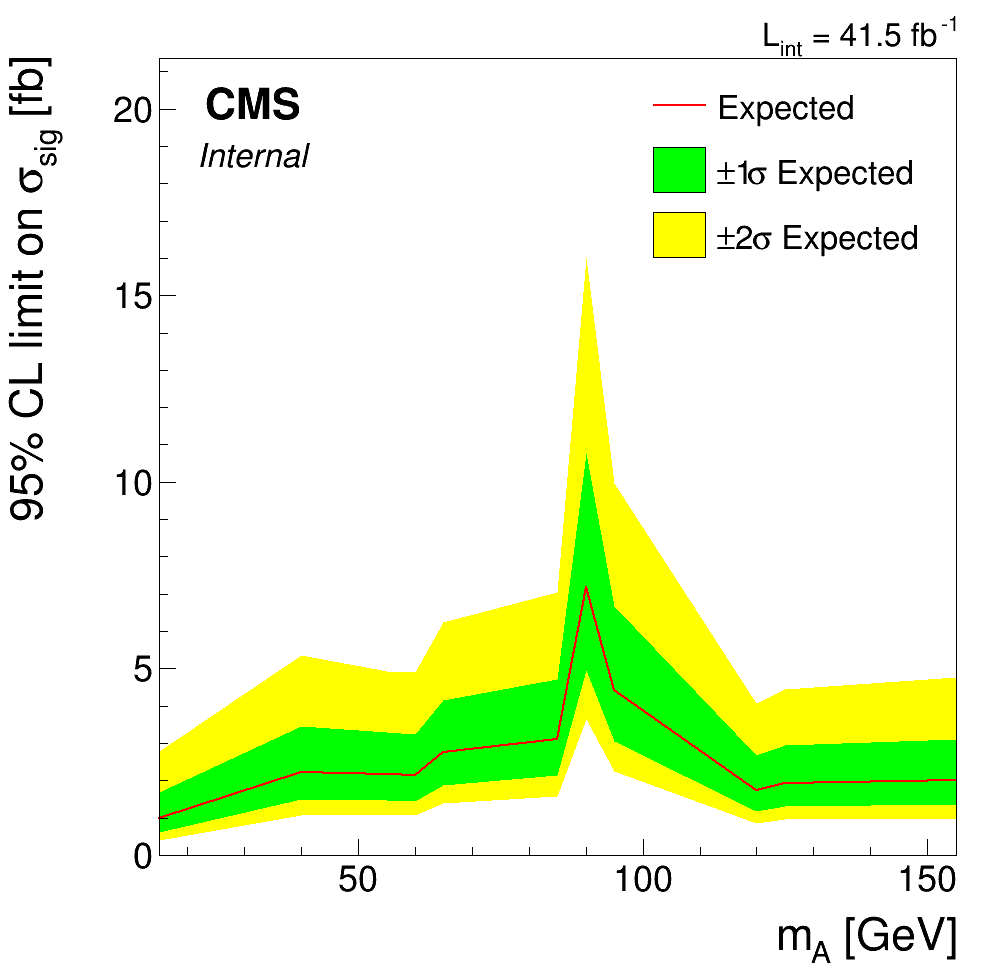 L_int = 41.5 fb^-1
95% CL limit on σ_sig [fb]
CMS
Internal
Expected
±1σ Expected
±2σ Expected
20
15
10
5
0
50
100
150
m_A [GeV]